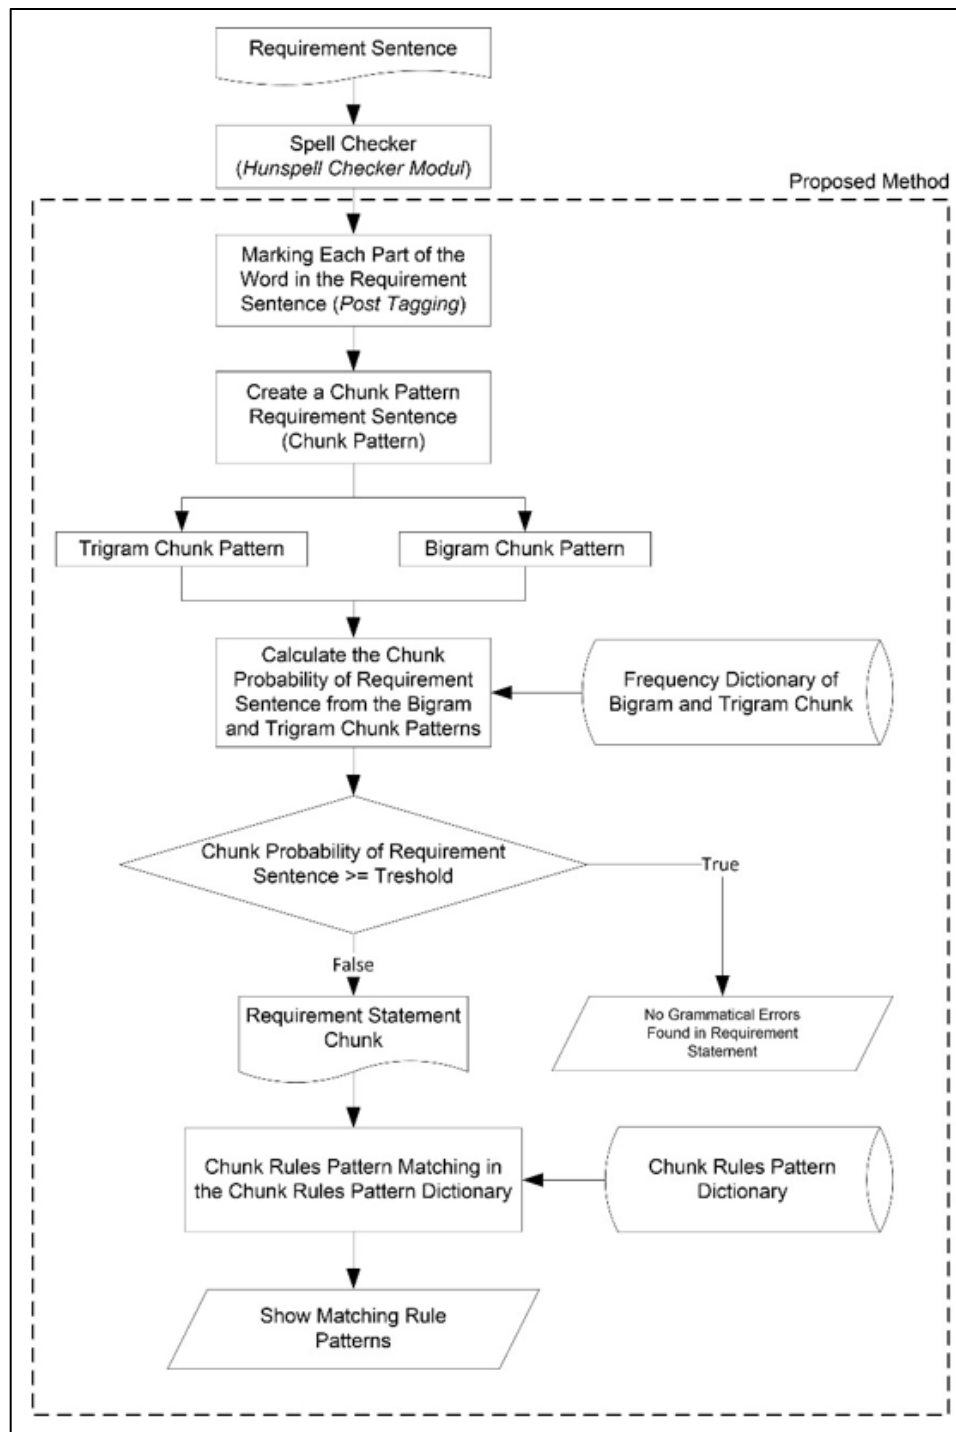 Requirement Sentence
Spell Checker
(Hunspell Checker Modul)
Proposed Method
Marking Each Part of the
Word in the Requirement
Sentence (Post Tagging)
Create a Chunk Pattern
Requirement Sentence
(Chunk Pattern)
Trigram Chunk Pattern
Bigram Chunk Pattern
Calculate the Chunk
Probability of Requirement
Sentence from the Bigram
and Trigram Chunk Patterns
Frequency Dictionary of
Bigram and Trigram Chunk
Chunk Probability of Requirement
Sentence >= Treshold
True
False
Requirement Statement
Chunk
No Grammatical Errors
Found in Requirement
Statement
Chunk Rules Pattern Matching in
the Chunk Rules Pattern Dictionary
Chunk Rules Pattern
Dictionary
Show Matching Rule
Patterns